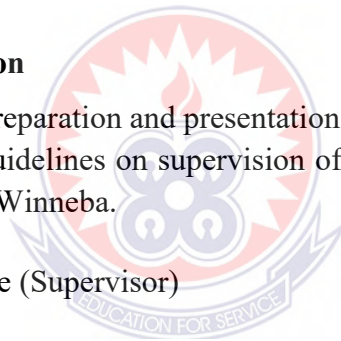 on
reparation and presentation
uidelines on supervision of
Winneba.
e (Supervisor)
EDUCATION FOR SERVICE